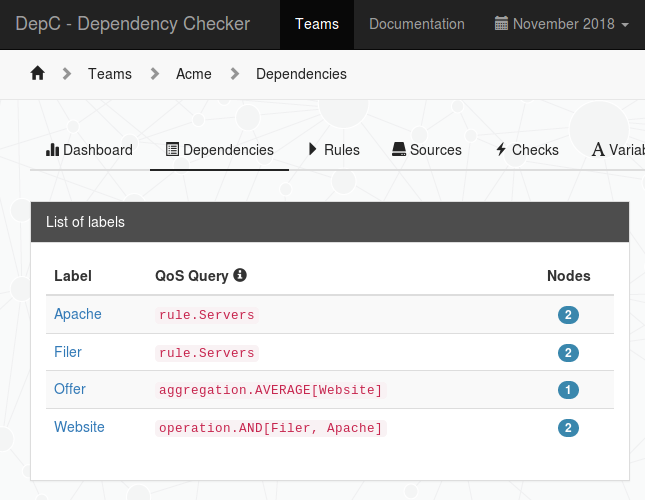 DepC - Dependency Checker Teams Documentation November 2018
Teams Acme Dependencies
Dashboard Dependencies Rules Sources Checks
List of labels
Label QoS Query Nodes
Apache rule.Servers 2
Filer rule.Servers 2
Offer aggregation.AVERAGE[Website] 1
Website operation.AND[Filer, Apache] 2